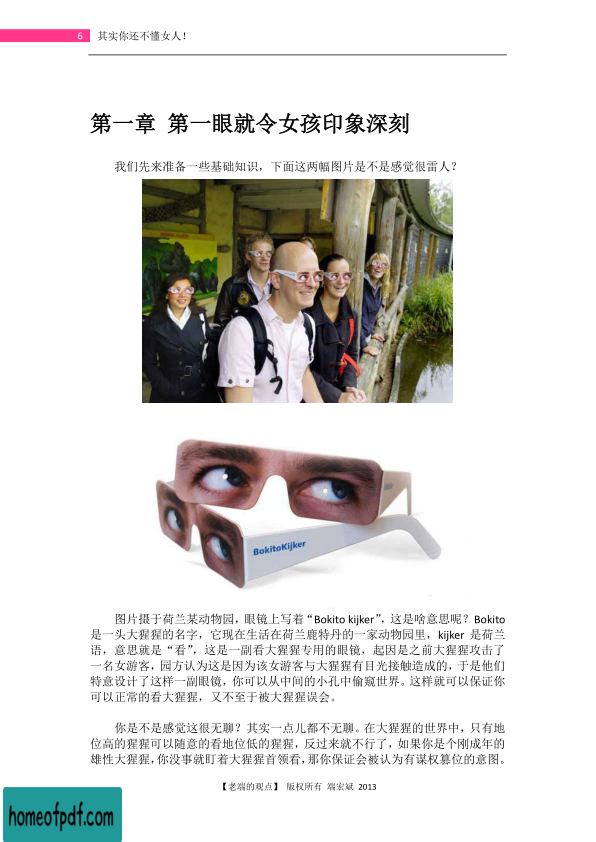 6 其实你还不懂女人！
第一章 第一眼就令女孩印象深刻
我们先来准备一些基础知识，下面这两幅图片是不是感觉很雷人？
BokitoKijker
图片摄于荷兰某动物园，眼镜上写着“Bokito kijker”，这是啥意思呢？Bokito
是一头大猩猩的名字，它现在生活在荷兰鹿特丹的一家动物园里，kijker 是荷兰
语，意思就是“看”，这是一副看大猩猩专用的眼镜，起因是之前大猩猩攻击了
一名女游客，园方认为这是因为该女游客与大猩猩有目光接触造成的，于是他们
特意设计了这样一副眼镜，你可以从中间的小孔中偷窥世界。这样就可以保证你
可以正常的看大猩猩，又不至于被大猩猩误会。
你是不是感觉这很无聊？其实一点儿都不无聊。在大猩猩的世界中，只有地
位高的猩猩可以随意的看地位低的猩猩，反过来就不行了，如果你是个刚成年的
雄性大猩猩，你没事就盯着大猩猩首领看，那你保证会被认为有谋权篡位的意图。
【老端的观点】 版权所有 端宏斌 2013
homeofpdf.com